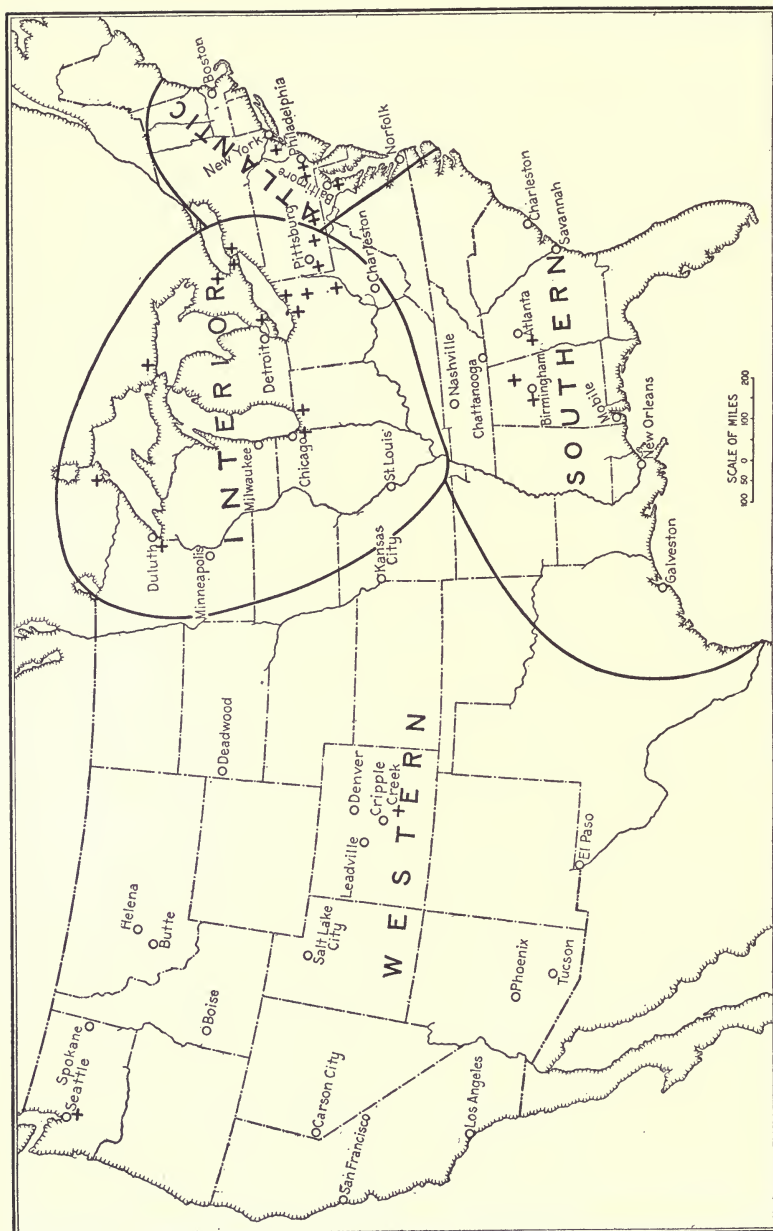 Spokane
Seattle
Helena
Butte
Boise
Carson City
San Francisco
Los Angeles
Salt Lake
City
Phoenix
Tucson
Leadville
Denver
Cripple
Creek
WESTERN
El Paso
Deadwood
Duluth
Minneapolis
INTERIOR
Milwaukee
Chicago
Detroit
St. Louis
Kansas
City
Pittsburg
Charleston
ATLANTIC
Boston
New York
Philadelphia
Baltimore
Norfolk
Nashville
Chattanooga
Atlanta
Birmingham
Charleston
Savannah
SOUTHERN
Mobile
New Orleans
Galveston
SCALE OF MILES
100 50 0 100 200